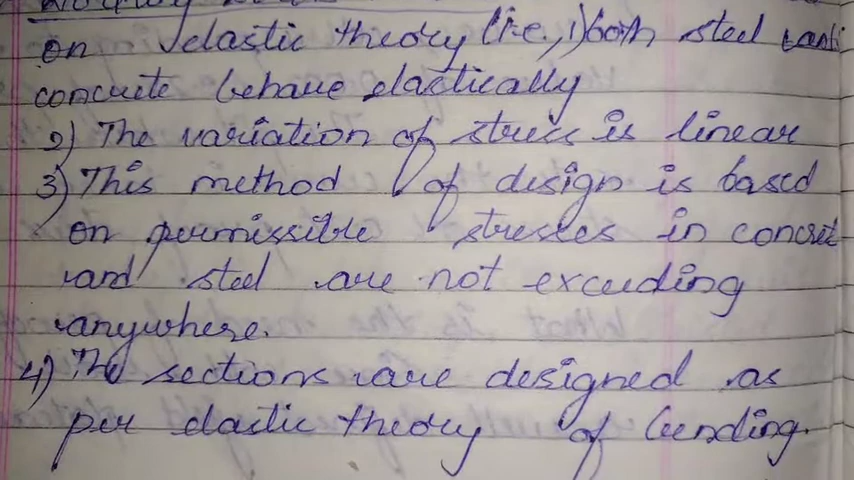 on elastic theory (i.e., 1) both steel and
concrete behave elastically
2) The variation of stress is linear
3) This method of design is based
on permissible stresses in concrete
and steel are not exceeding
anywhere.
4) The sections are designed as
per elastic theory of bending.